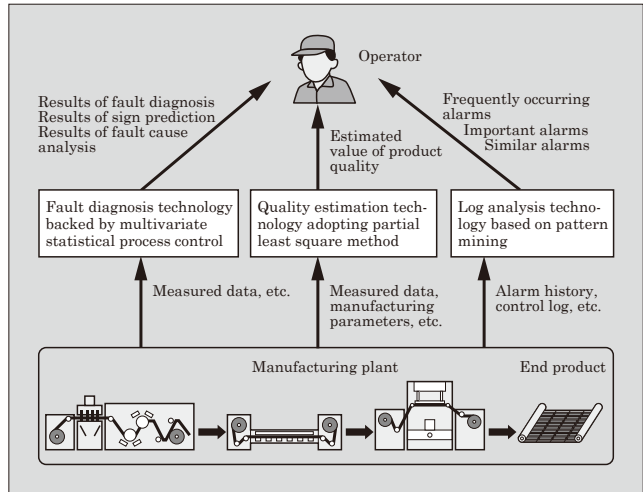 Operator
Results of fault diagnosis
Results of sign prediction
Results of fault cause
analysis
Estimated
value of product
quality
Frequently occurring
alarms
Important alarms
Similar alarms
Fault diagnosis technology
backed by multivariate
statistical process control
Quality estimation tech-
nology adopting partial
least square method
Log analysis techno-
logy based on pattern
mining
Measured data, etc.
Measured data,
manufacturing
parameters, etc.
Alarm history,
control log, etc.
Manufacturing plant
End product